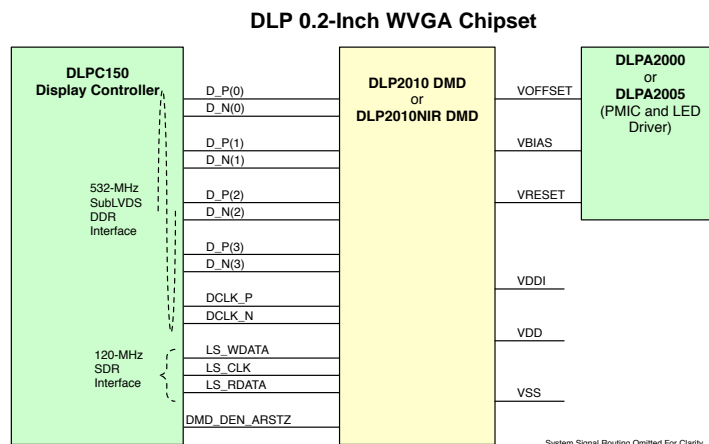 DLP 0.2-Inch WVGA Chipset
DLPC150
Display Controller
532-MHz
SubLVDS
DDR
Interface
120-MHz
SDR
Interface
D_P(0)
D_N(0)
D_P(1)
D_N(1)
D_P(2)
D_N(2)
D_P(3)
D_N(3)
DCLK_P
DCLK_N
LS_WDATA
LS_CLK
LS_RDATA
DMD_DEN_ARSTZ
DLP2010 DMD
or
DLP2010NIR DMD
VOFFSET
VBIAS
VRESET
VDDI
VDD
VSS
DLPA2000
or
DLPA2005
(PMIC and LED
Driver)
System Signal Routing Omitted For Clarity